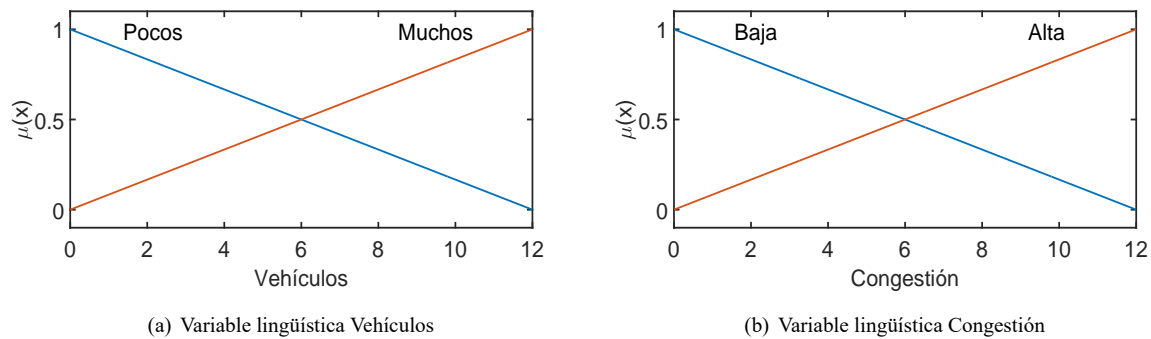 Pocos
Muchos
1
0.5
0
μ(x)
0 2 4 6 8 10 12
Vehículos
(a) Variable lingüística Vehículos
Baja
Alta
1
0.5
0
μ(x)
0 2 4 6 8 10 12
Congestión
(b) Variable lingüística Congestión